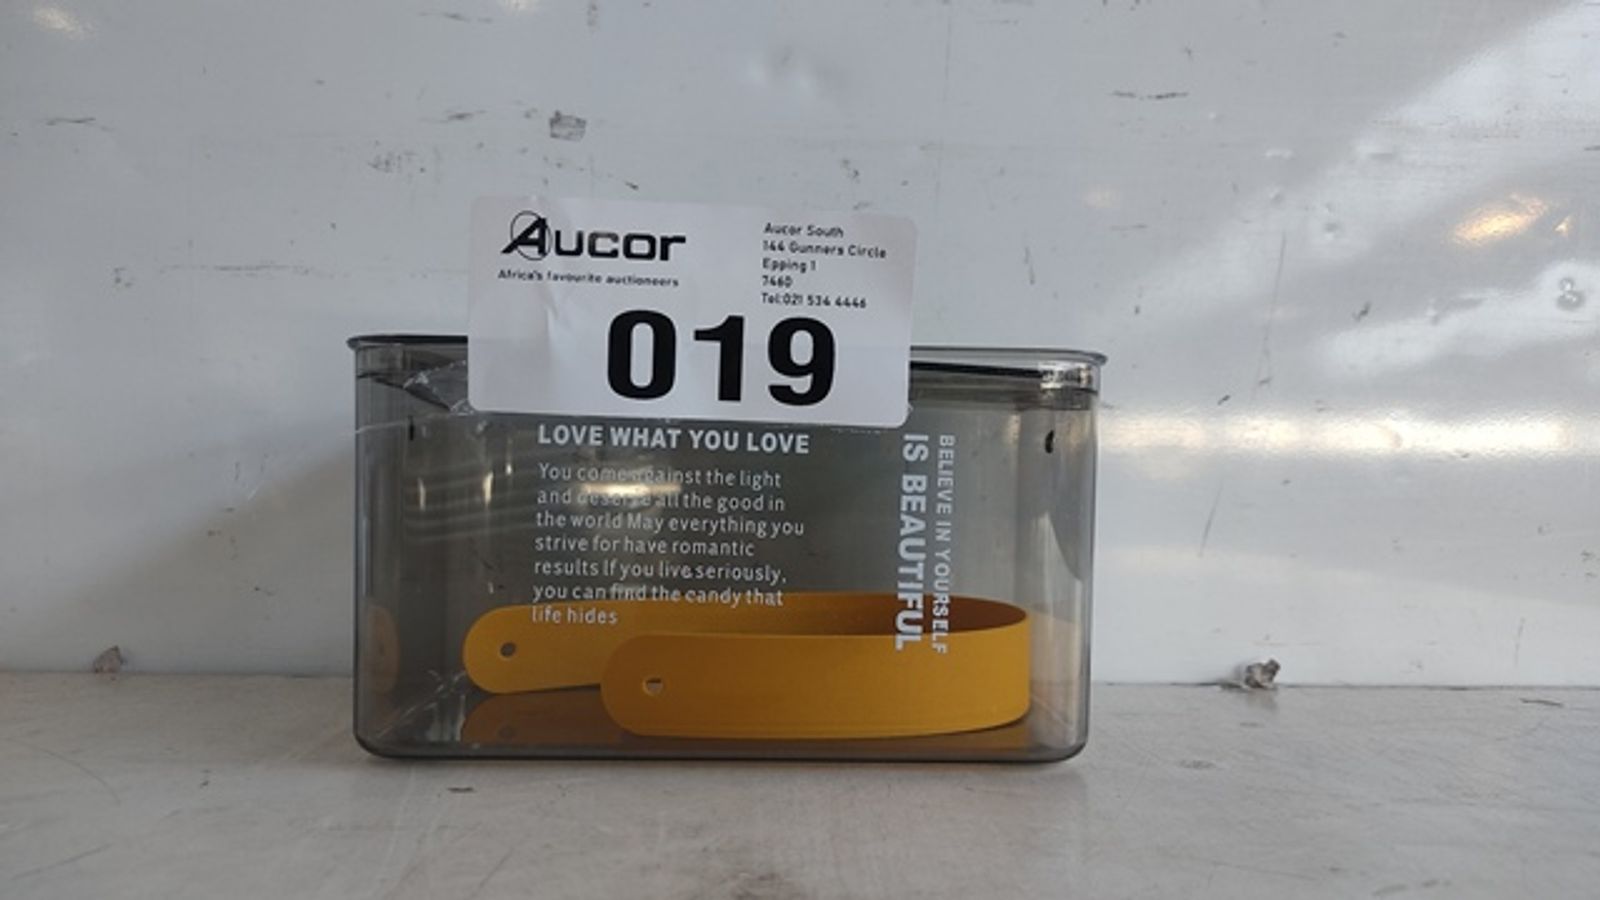 Aucor
Africa's favourite auctioneers
Aucor South
144 Gunners Circle
Epping 1
7460
Tel:021 534 4446
019
LOVE WHAT YOU LOVE
You come against the light
and deserve all the good in
the world May everything you
strive for have romantic
results If you live seriously,
you can find the candy that
life hides
BELIEVE IN YOURSELF
IS BEAUTIFUL